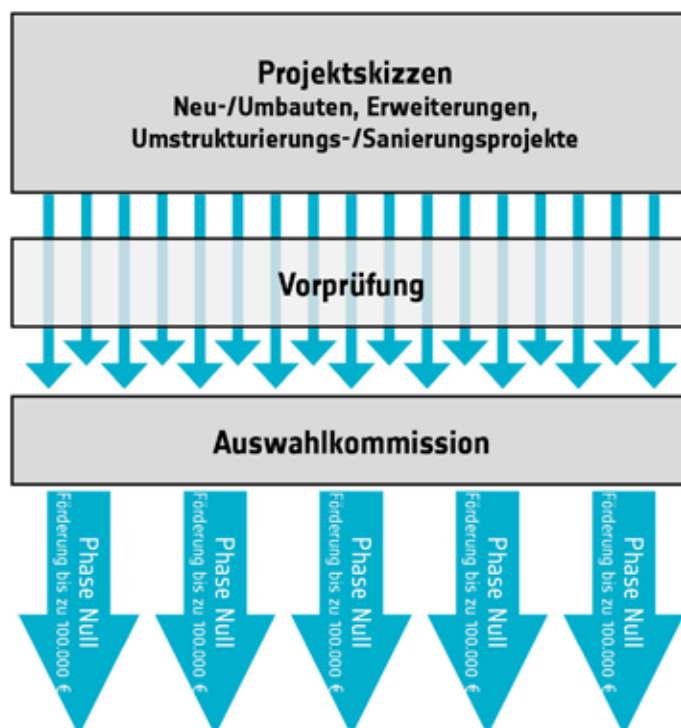 Projektskizzen
Neu-/Umbauten, Erweiterungen,
Umstrukturierungs-/Sanierungsprojekte
Vorprüfung
Auswahlkommission
Phase Null
Förderung bis zu 100.000 €
Phase Null
Förderung bis zu 100.000 €
Phase Null
Förderung bis zu 100.000 €
Phase Null
Förderung bis zu 100.000 €
Phase Null
Förderung bis zu 100.000 €